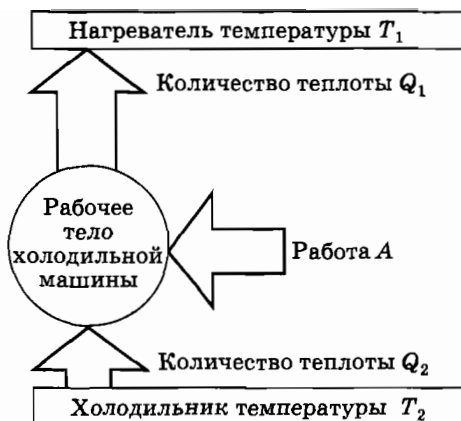 Нагреватель температуры T₁
Количество теплоты Q₁
Рабочее
тело
холодильной
машины
Работа A
Количество теплоты Q₂
Холодильник температуры T₂